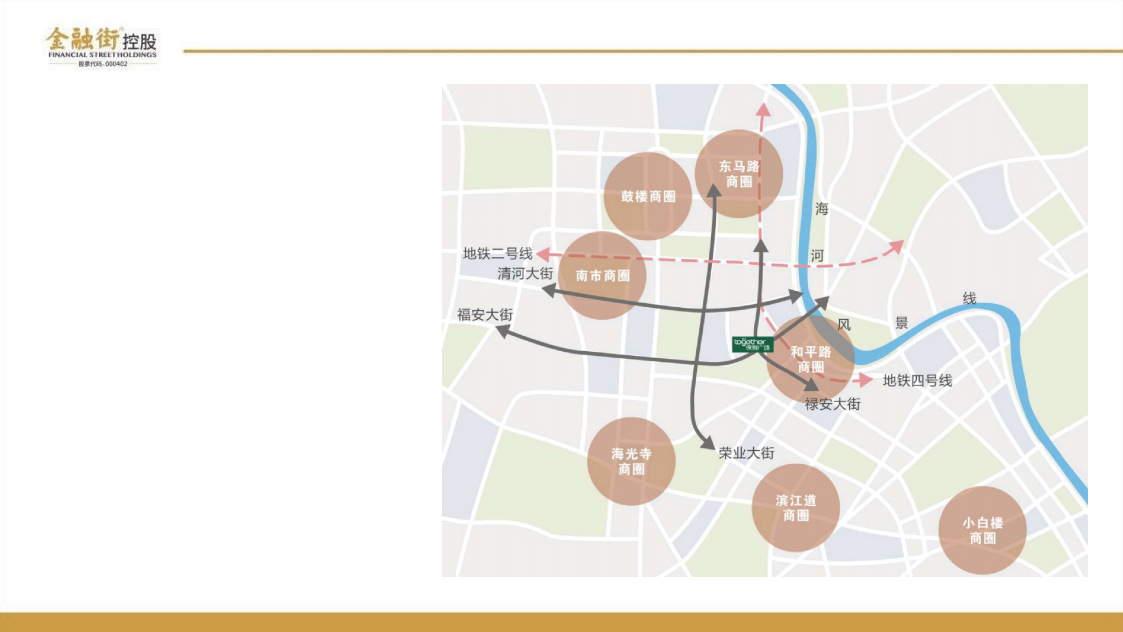 金融街控股
FINANCIAL STREET HOLDINGS
股票代码·000402
东马路
商圈
鼓楼商圈
海
河
地铁二号线
清河大街
南市商圈
线
福安大街
景
风
together
和平路
商圈
地铁四号线
禄安大街
海光寺
商圈
荣业大街
滨江道
商圈
小白楼
商圈